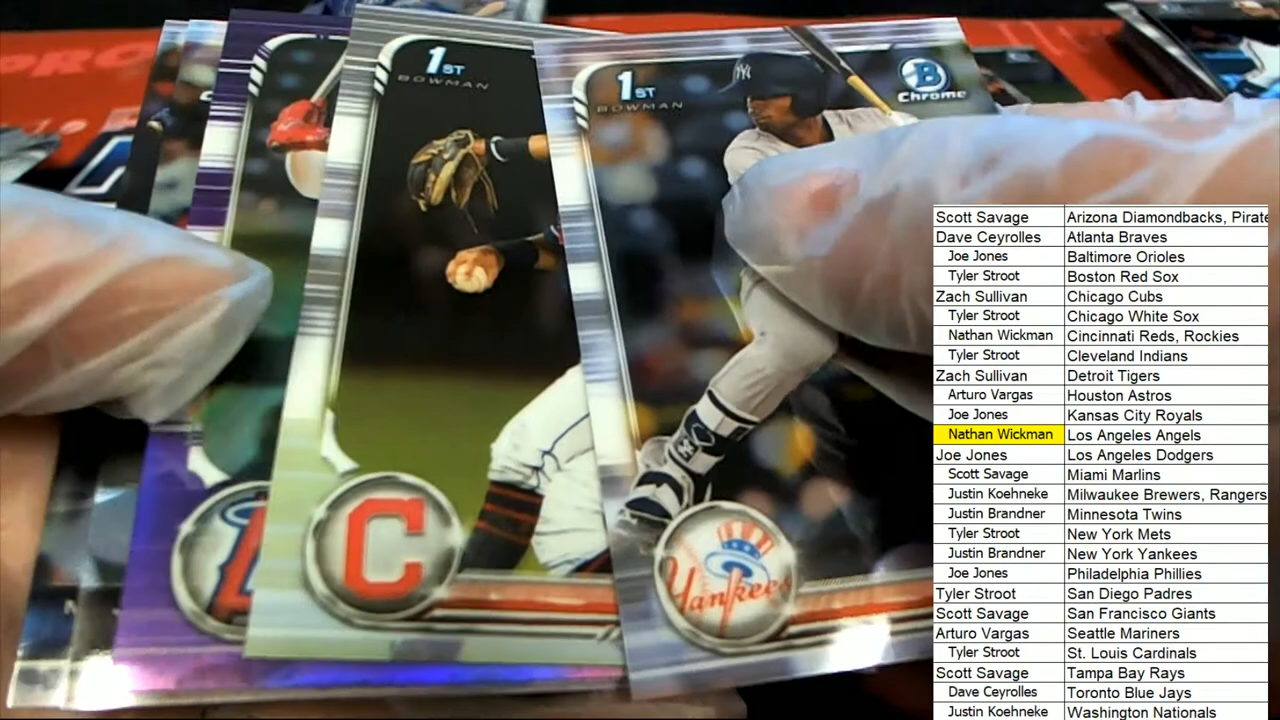 PRO
1ST
BOWMAN
1ST
BOWMAN
B
Chrome
NY
C
Yankees
Scott Savage Arizona Diamondbacks, Pirate
Dave Ceyrolles Atlanta Braves
Joe Jones Baltimore Orioles
Tyler Stroot Boston Red Sox
Zach Sullivan Chicago Cubs
Tyler Stroot Chicago White Sox
Nathan Wickman Cincinnati Reds, Rockies
Tyler Stroot Cleveland Indians
Zach Sullivan Detroit Tigers
Arturo Vargas Houston Astros
Joe Jones Kansas City Royals
Nathan Wickman Los Angeles Angels
Joe Jones Los Angeles Dodgers
Scott Savage Miami Marlins
Justin Koehneke Milwaukee Brewers, Rangers
Justin Brandner Minnesota Twins
Tyler Stroot New York Mets
Justin Brandner New York Yankees
Joe Jones Philadelphia Phillies
Tyler Stroot San Diego Padres
Scott Savage San Francisco Giants
Arturo Vargas Seattle Mariners
Tyler Stroot St. Louis Cardinals
Scott Savage Tampa Bay Rays
Dave Ceyrolles Toronto Blue Jays
Justin Koehneke Washington Nationals